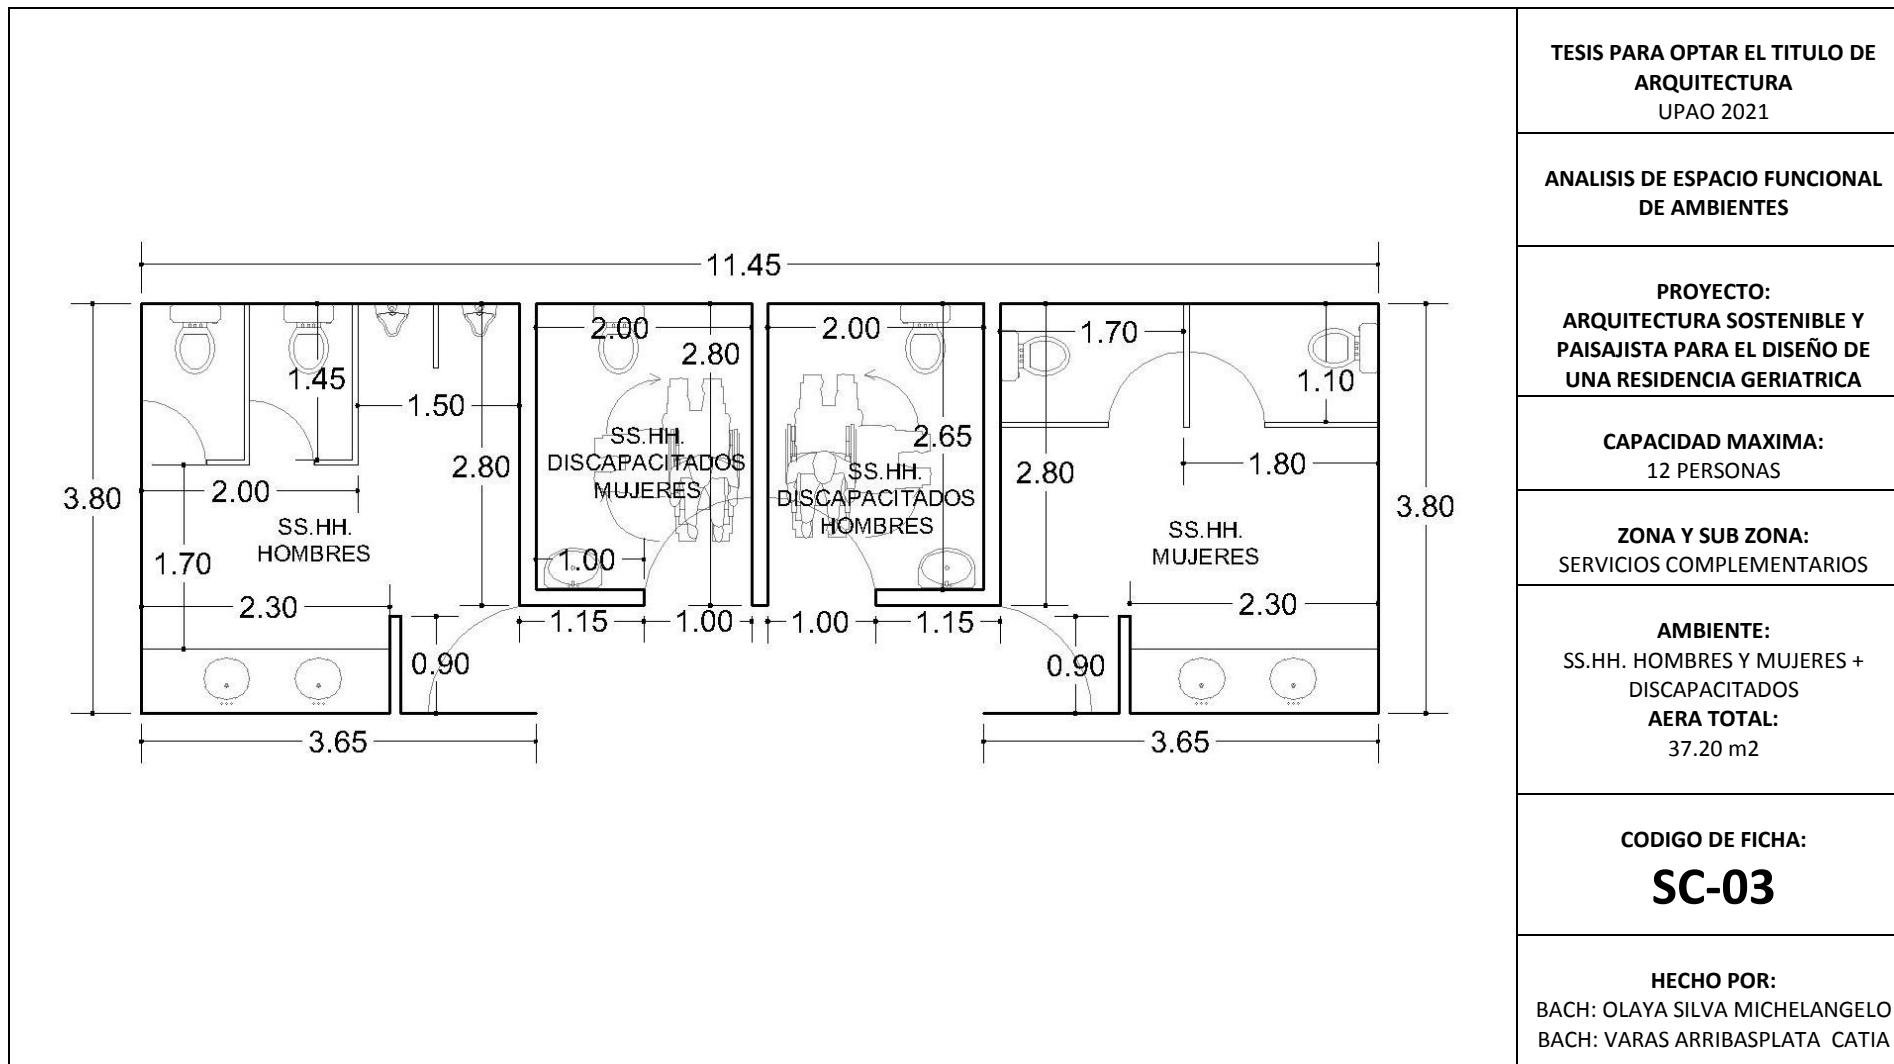 11.45
2.00
2.00
1.70
2.80
1.45
1.10
1.50
SS.HH.
DISCAPACITADOS
MUJERES
2.65
2.80
SS.HH.
DISCAPACITADOS
HOMBRES
2.80
1.80
3.80
2.00
3.80
SS.HH.
HOMBRES
SS.HH.
MUJERES
1.70
1.00
2.30
2.30
1.15
1.00
1.00
1.15
0.90
0.90
3.65
3.65
TESIS PARA OPTAR EL TITULO DE
ARQUITECTURA
UPAO 2021
ANALISIS DE ESPACIO FUNCIONAL
DE AMBIENTES
PROYECTO:
ARQUITECTURA SOSTENIBLE Y
PAISAJISTA PARA EL DISEÑO DE
UNA RESIDENCIA GERIATRICA
CAPACIDAD MAXIMA:
12 PERSONAS
ZONA Y SUB ZONA:
SERVICIOS COMPLEMENTARIOS
AMBIENTE:
SS.HH. HOMBRES Y MUJERES +
DISCAPACITADOS
AERA TOTAL:
37.20 m2
CODIGO DE FICHA:
SC-03
HECHO POR:
BACH: OLAYA SILVA MICHELANGELO
BACH: VARAS ARRIBASPLATA CATIA